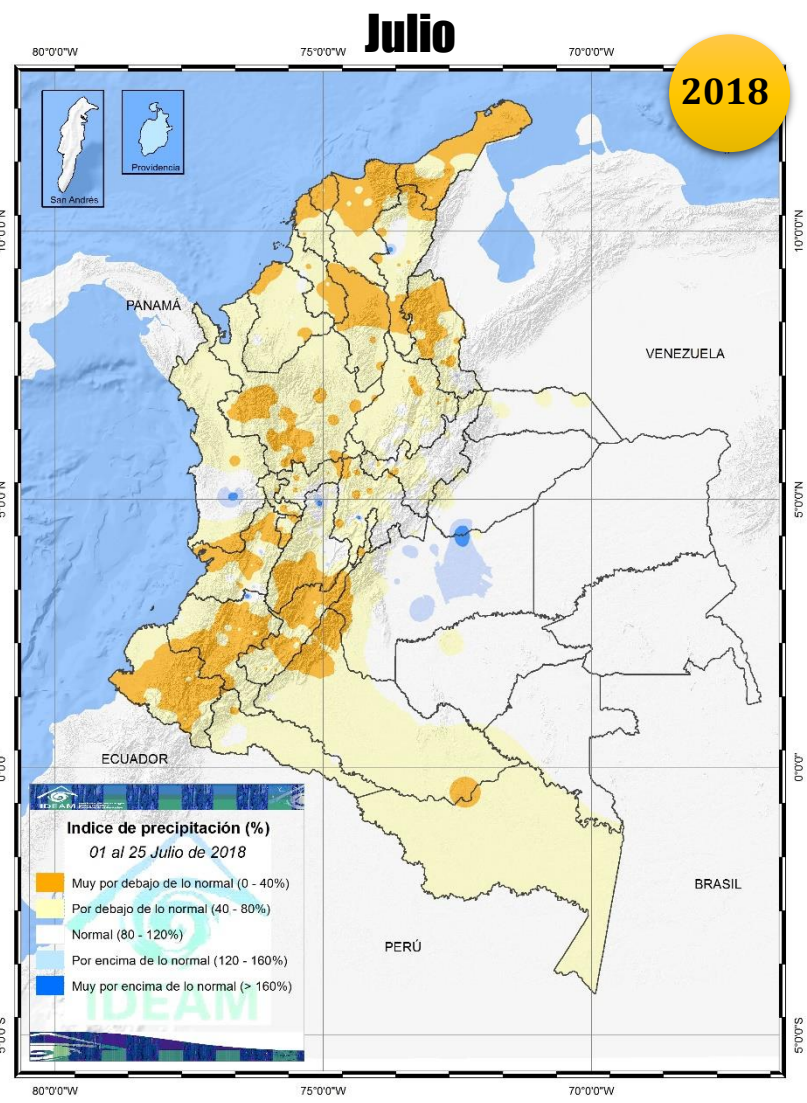 Julio
2018
80°0'0"W
75°0'0"W
70°0'0"W
San Andrés
Providencia
10°0'0"N
10°0'0"N
PANAMÁ
VENEZUELA
5°0'0"N
5°0'0"N
ECUADOR
0°0'0"
0°0'0"
IDEAM
Indice de precipitación (%)
01 al 25 Julio de 2018
Muy por debajo de lo normal (0 - 40%)
Por debajo de lo normal (40 - 80%)
Normal (80 - 120%)
Por encima de lo normal (120 - 160%)
Muy por encima de lo normal (> 160%)
IDEAM
BRASIL
PERÚ
5°0'0"S
5°0'0"S
80°0'0"W
75°0'0"W
70°0'0"W